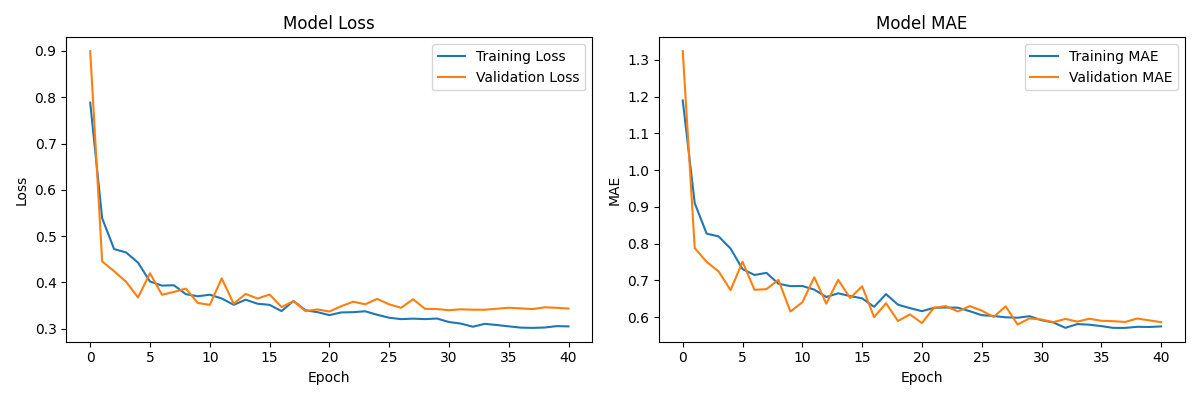 Model Loss
Training Loss
Validation Loss
0.9
0.8
0.7
0.6
0.5
0.4
0.3
Loss
0 5 10 15 20 25 30 35 40
Epoch
Model MAE
Training MAE
Validation MAE
1.3
1.2
1.1
1.0
0.9
0.8
0.7
0.6
MAE
0 5 10 15 20 25 30 35 40
Epoch